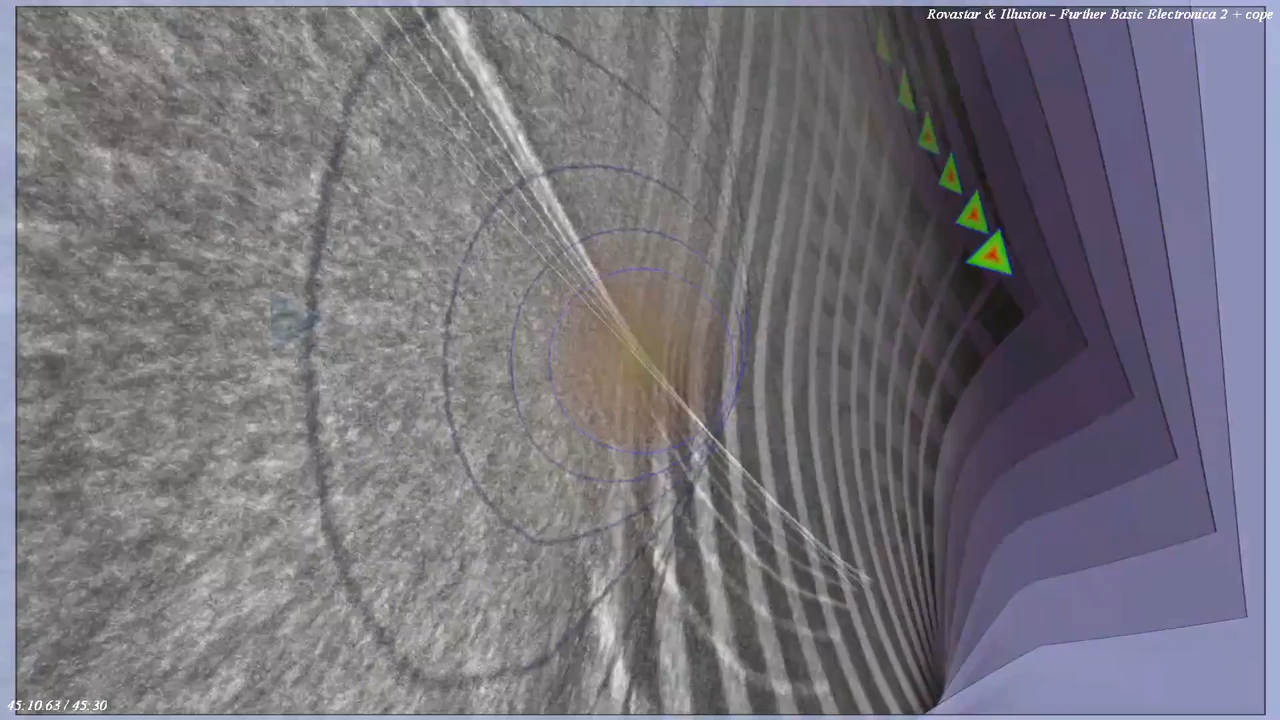 Rovastar & Illusion - Further Basic Electronica 2 + cope
45:10.63 / 45:30